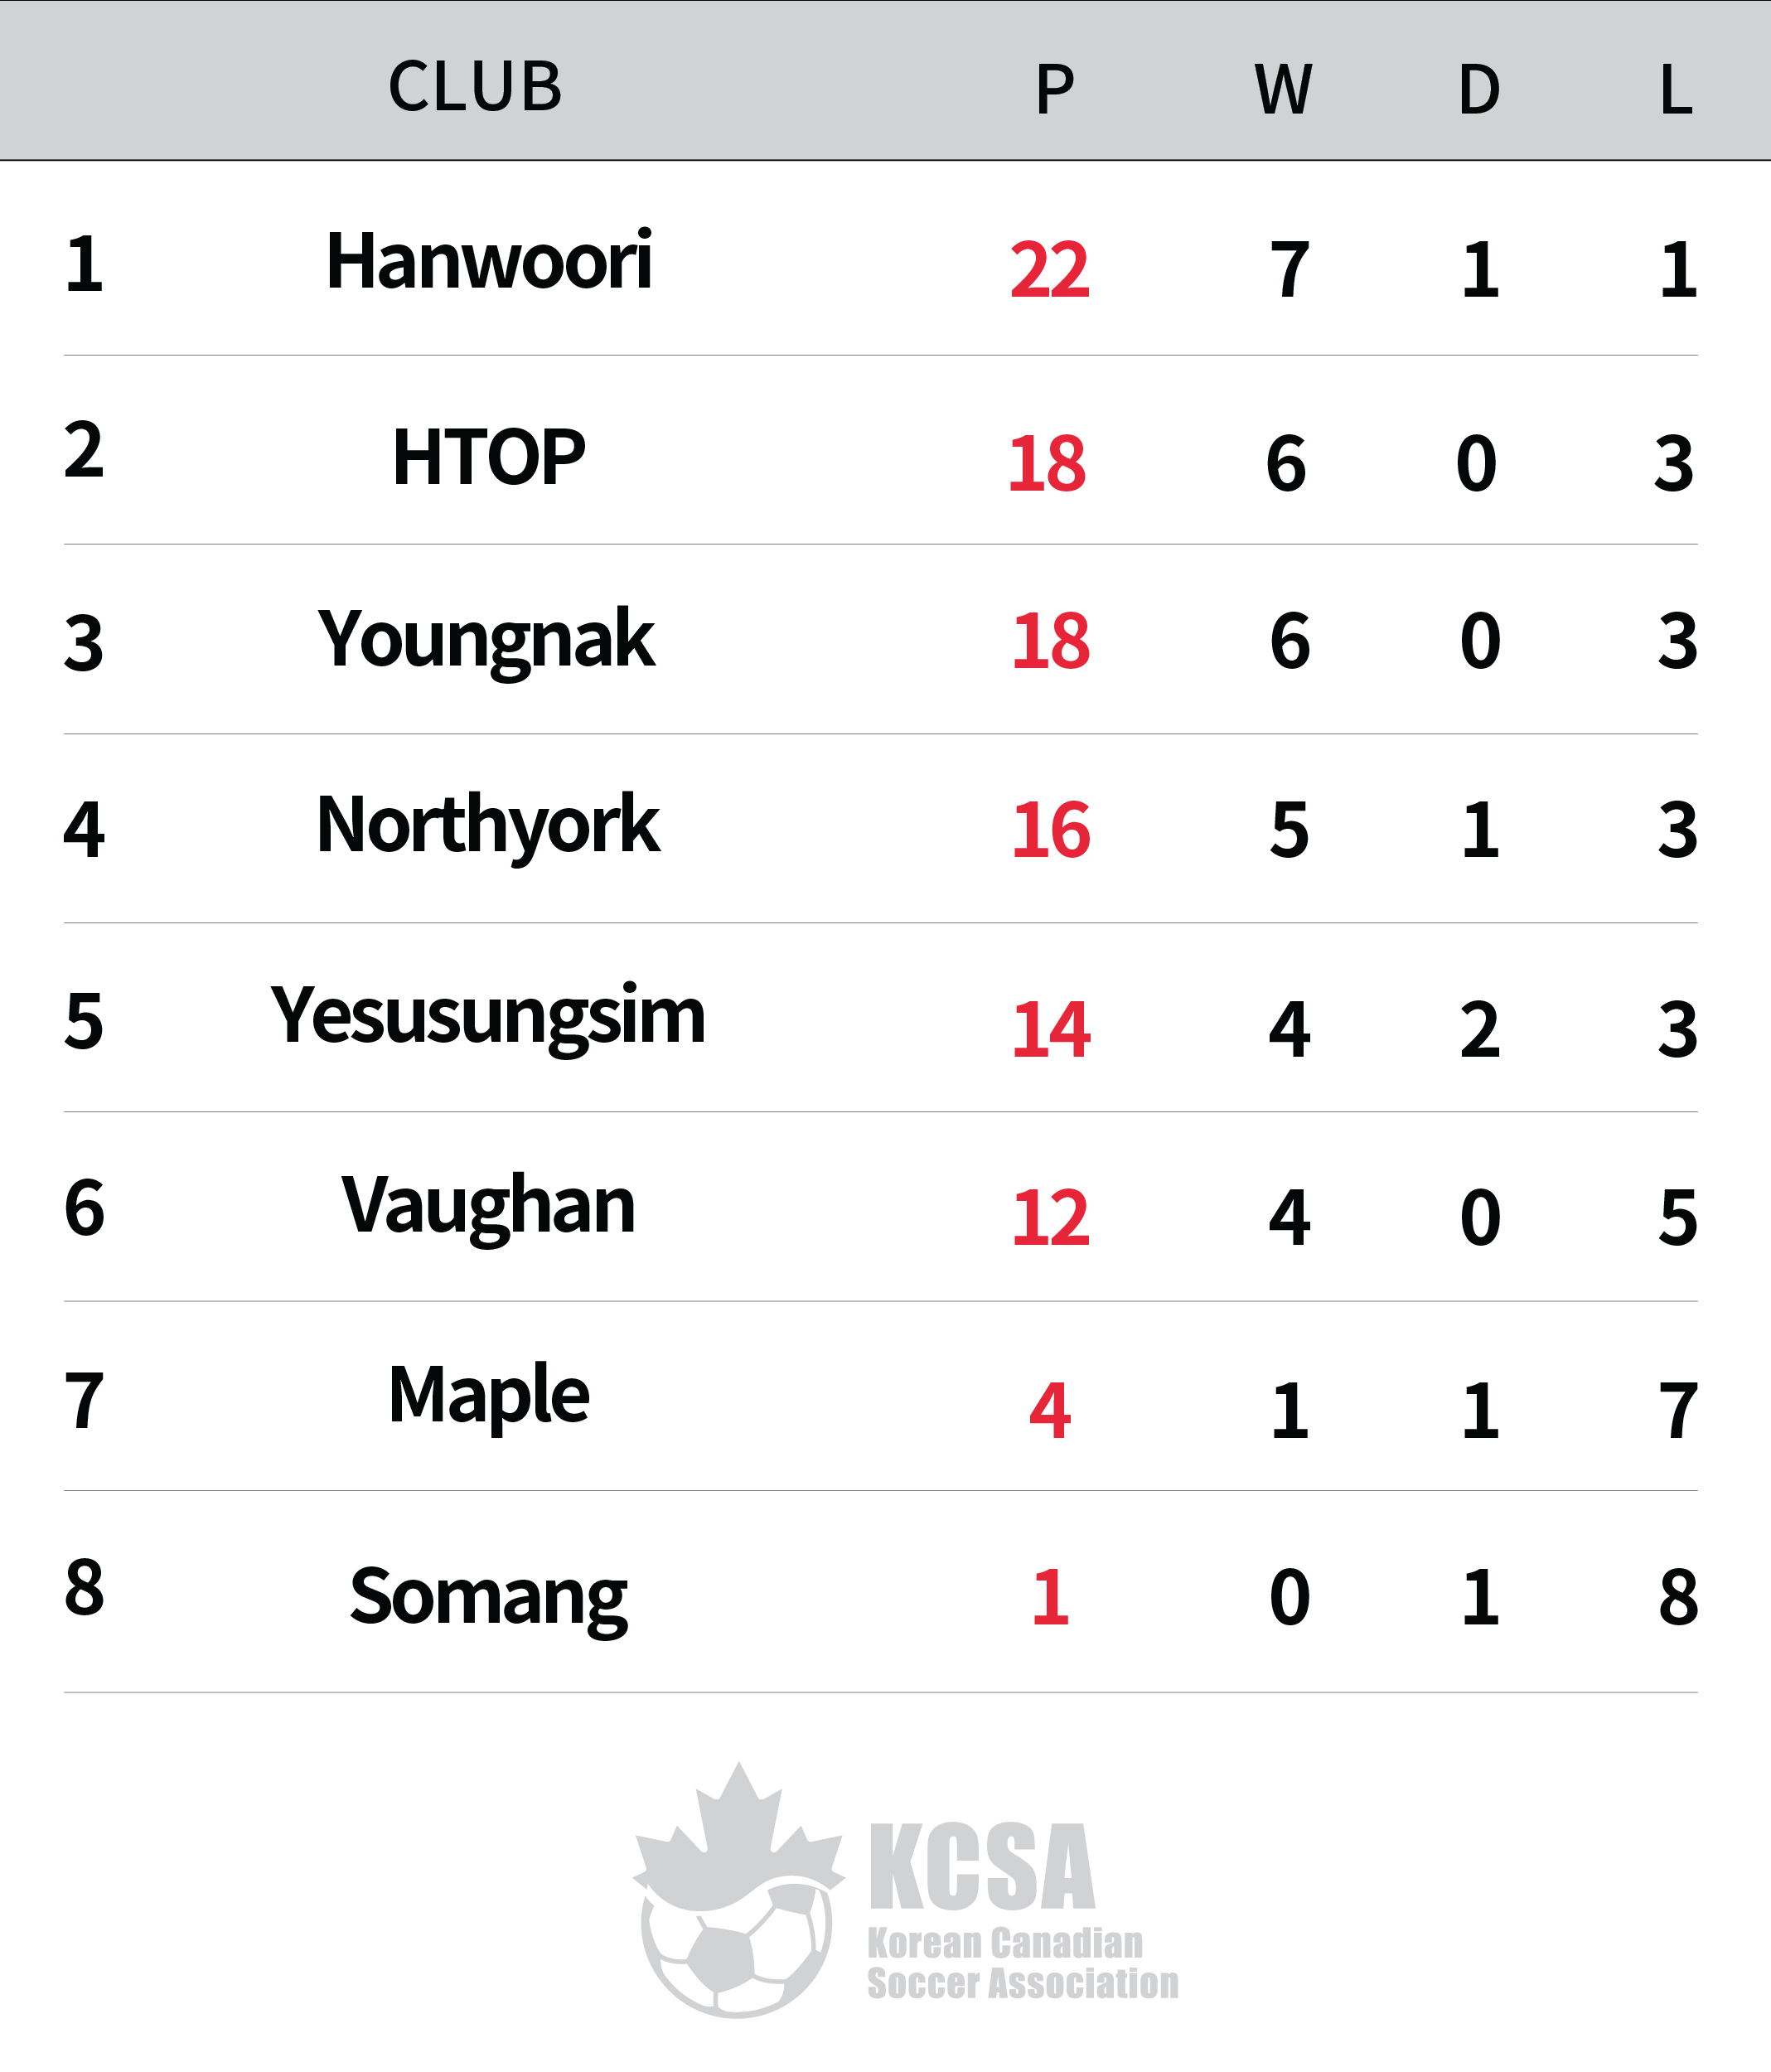 CLUB P W D L
1 Hanwoori 22 7 1 1
2 HTOP 18 6 0 3
3 Youngnak 18 6 0 3
4 Northyork 16 5 1 3
5 Yesusungsim 14 4 2 3
6 Vaughan 12 4 0 5
7 Maple 4 1 1 7
8 Somang 1 0 1 8
KCSA
Korean Canadian
Soccer Association